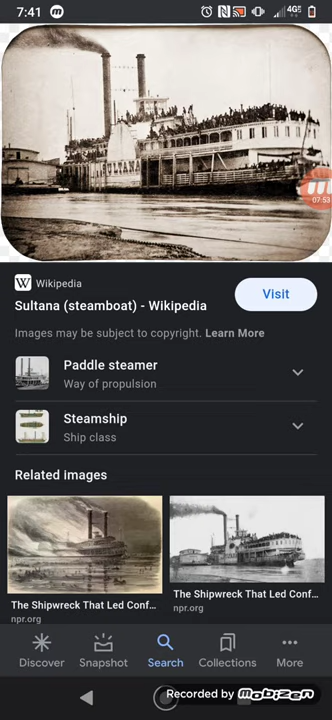 7:41
4G
07:53
W Wikipedia
Sultana (steamboat) - Wikipedia
Visit
Images may be subject to copyright. Learn More
Paddle steamer
Way of propulsion
Steamship
Ship class
Related images
The Shipwreck That Led Conf...
npr.org
The Shipwreck That Led Conf...
npr.org
Discover
Snapshot
Search
Collections
More
Recorded by Mobizen